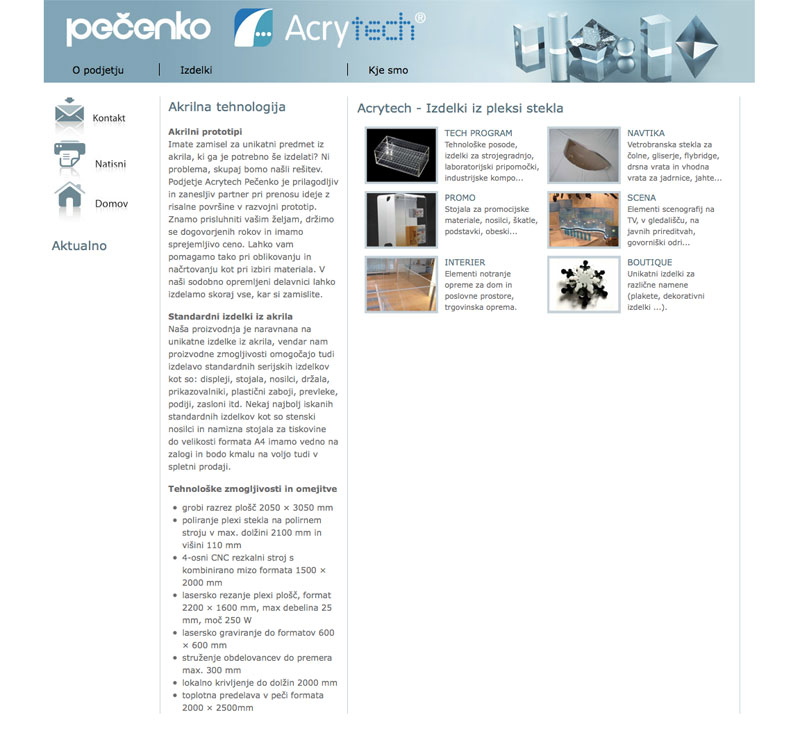 pečenko Acrytech®
O podjetju
Izdelki
Kje smo
Kontakt
Natisni
Domov
Aktualno
Akrilna tehnologija
Akrilni prototipi
Imate zamisel za unikatni predmet iz
akrila, ki ga je potrebno še izdelati? Ni
problema, skupaj bomo našli rešitev.
Podjetje Acrytech Pečenko je prilagodljiv
in zanesljiv partner pri prenosu ideje z
risalne površine v razvojni prototip.
Znamo prisluhniti vašim željam, držimo
se dogovorjenih rokov in imamo
sprejemljivo ceno. Lahko vam
pomagamo tako pri oblikovanju in
načrtovanju kot pri izbiri materiala. V
naši sodobno opremljeni delavnici lahko
izdelamo skoraj vse, kar si zamislite.
Standardni izdelki iz akrila
Naša proizvodnja je naravnana na
unikatne izdelke iz akrila, vendar nam
proizvodne zmogljivosti omogočajo tudi
izdelavo standardnih serijskih izdelkov
kot so: displeji, stojala, nosilci, držala,
prikazovalniki, plastični zaboji, prevleke,
podiji, zasloni itd. Nekaj najbolj iskanih
standardnih izdelkov kot so stenski
nosilci in namizna stojala za tiskovine
do velikosti formata A4 imamo vedno na
zalogi in bodo kmalu na voljo tudi v
spletni prodaji.
Tehnološke zmogljivosti in omejitve
• grobi razrez plošč 2050 × 3050 mm
• poliranje plexi stekla na polirnem
stroju v max. dolžini 2100 mm in
višini 110 mm
• 4-osni CNC rezkalni stroj s
kombinirano mizo formata 1500 ×
2000 mm
• lasersko rezanje plexi plošč, format
2200 × 1600 mm, max debelina 25
mm, moč 250 W
• lasersko graviranje do formatov 600
× 600 mm
• struženje obdelovancev do premera
max. 300 mm
• lokalno krivljenje do dolžin 2000 mm
• toplotna predelava v peči formata
2000 × 2500mm
Acrytech - Izdelki iz pleksi stekla
TECH PROGRAM
Tehnološke posode,
izdelki za strojegradnjo,
laboratorijski pripomočki,
industrijske kompo...
NAVTIKA
Vetrobranska stekla za
čolne, gliserje, flybridge,
drsna vrata in vhodna
vrata za jadrnice, jahte...
PROMO
Stojala za promocijske
materiale, nosilci, škatle,
podstavki, obeski...
SCENA
Elementi scenografij na
TV, v gledališču, na
javnih prireditvah,
govorniški odri...
INTERIER
Elementi notranje
opreme za dom in
poslovne prostore,
trgovinska oprema.
BOUTIQUE
Unikatni izdelki za
različne namene
(plakete, dekorativni
izdelki ...).